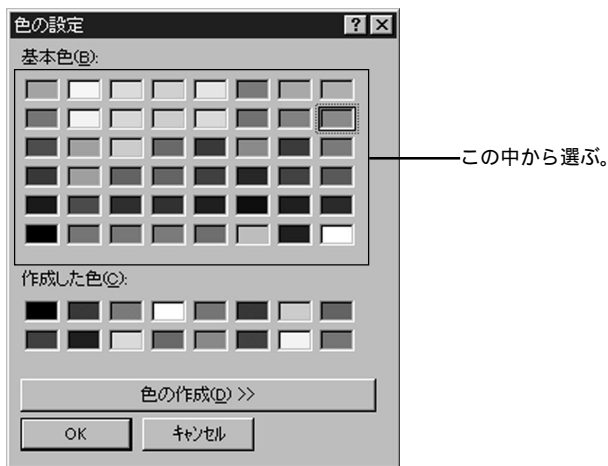 色の設定
基本色(B):
この中から選ぶ。
作成した色(C):
色の作成(D) >>
OK
キャンセル